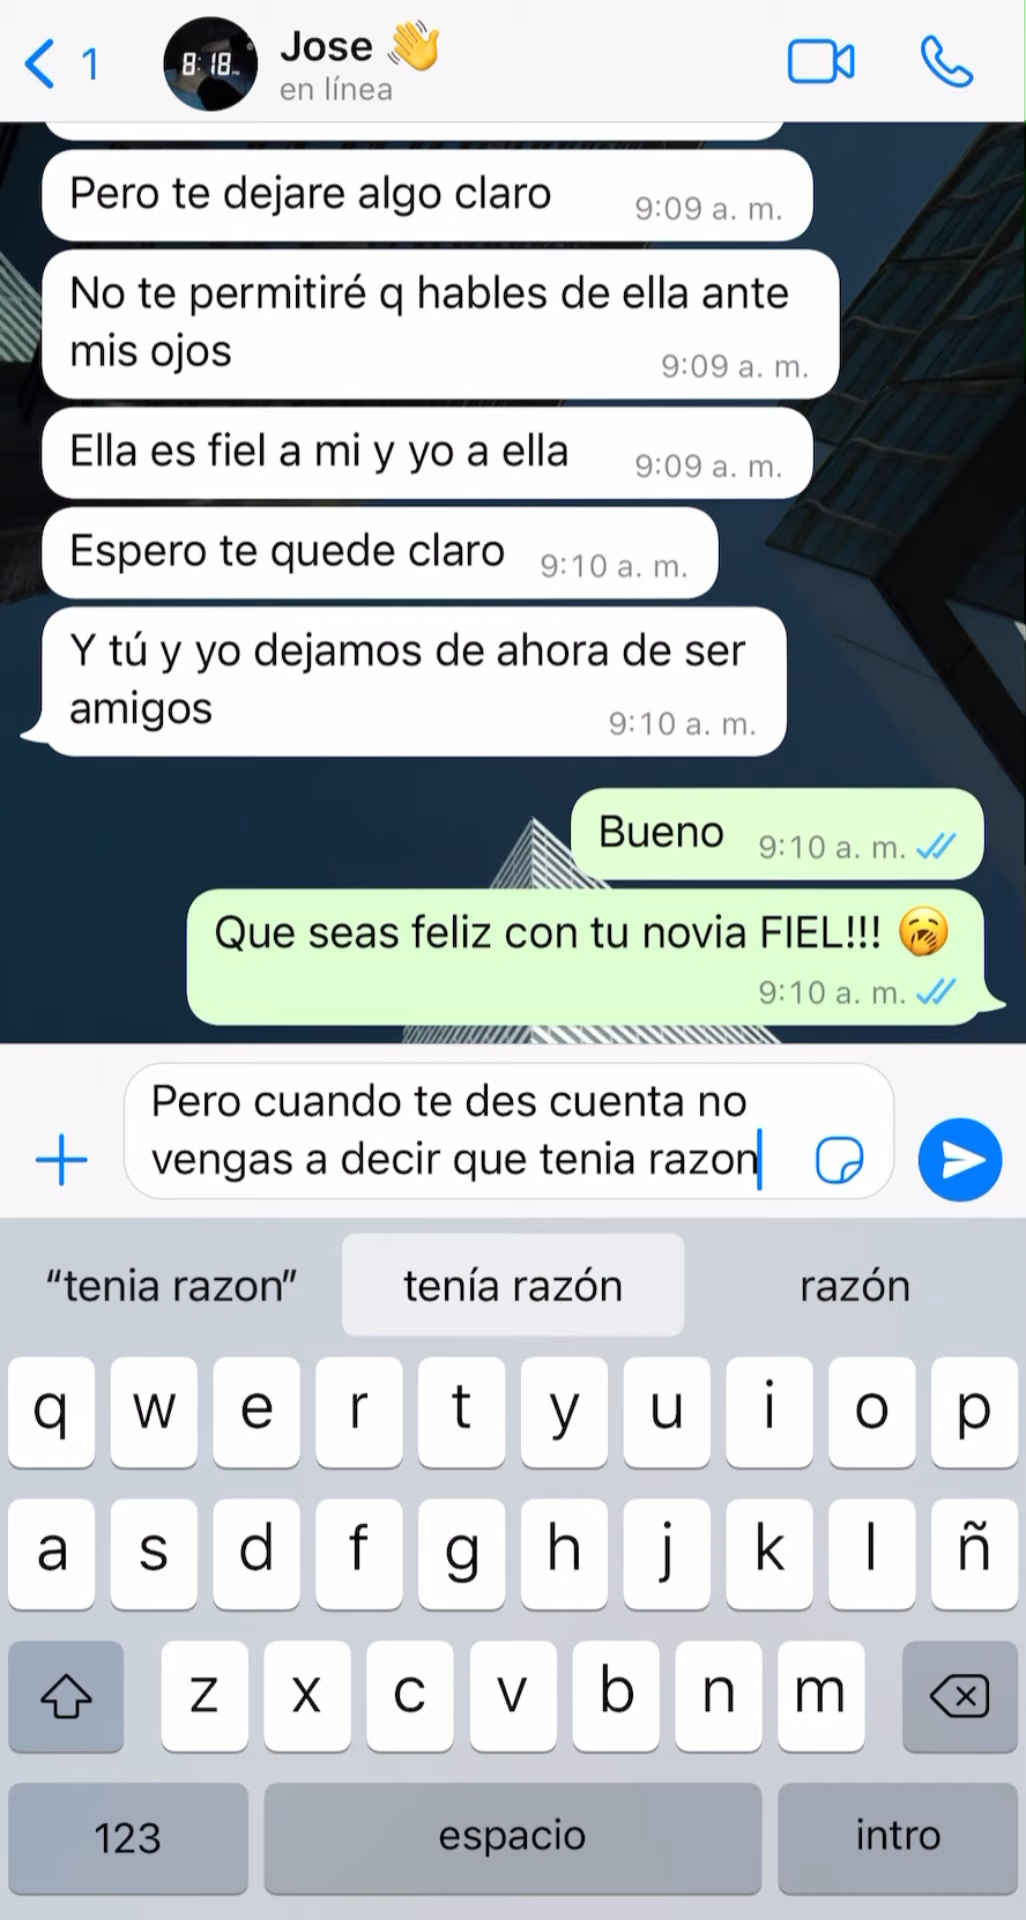 1
8:18
Jose 👋
en línea
Pero te dejare algo claro
9:09 a. m.
No te permitiré q hables de ella ante
mis ojos
9:09 a. m.
Ella es fiel a mi y yo a ella
9:09 a. m.
Espero te quede claro
9:10 a. m.
Y tú y yo dejamos de ahora de ser
amigos
9:10 a. m.
Bueno
9:10 a. m.
Que seas feliz con tu novia FIEL!!! 🥱
9:10 a. m.
Pero cuando te des cuenta no
vengas a decir que tenia razon
“tenia razon” tenía razón razón
q w e r t y u i o p
a s d f g h j k l ñ
z x c v b n m
123 espacio intro